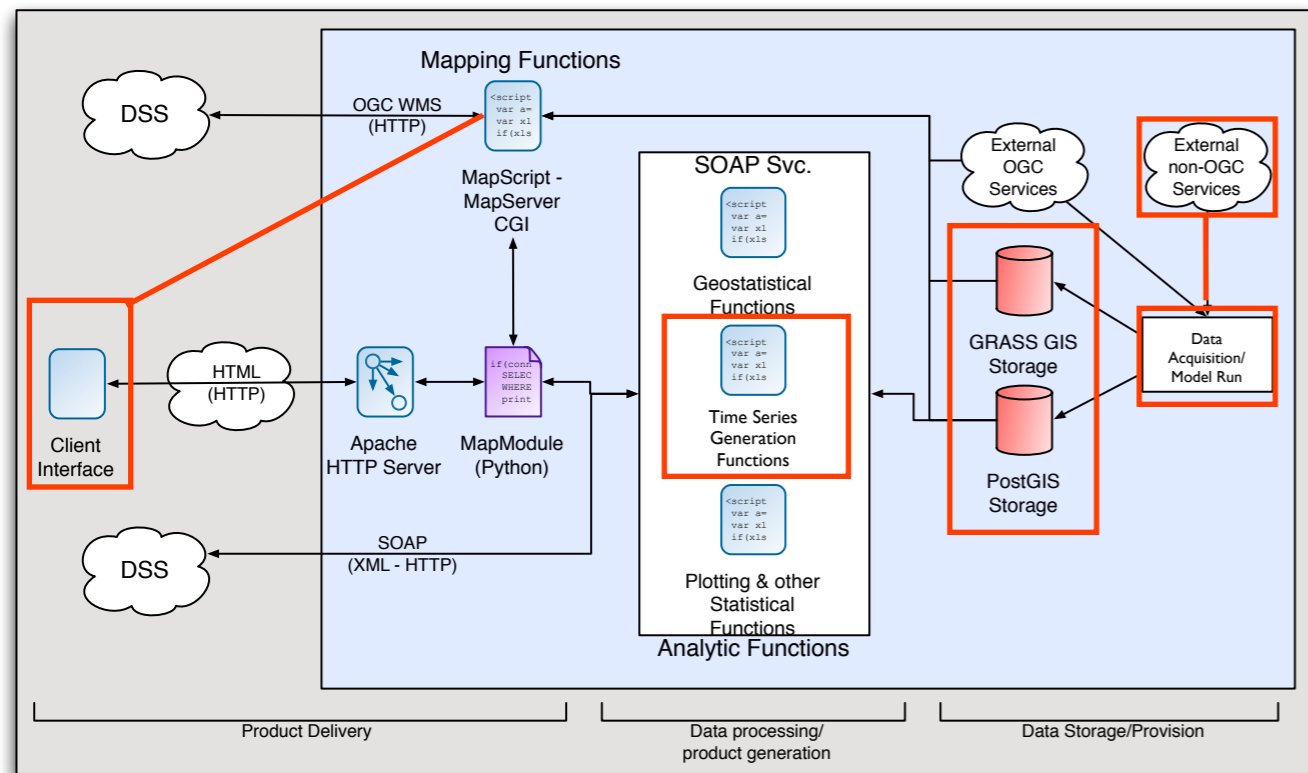 Mapping Functions
DSS
OGC WMS
(HTTP)
<script
var a=
var xl
if(xls
MapScript -
MapServer
CGI
SOAP Svc.
<script
var a=
var xl
if(xls
Geostatistical
Functions
<script
var a=
var xl
if(xls
Time Series
Generation
Functions
<script
var a=
var xl
if(xls
Plotting & other
Statistical
Functions
Analytic Functions
External
OGC
Services
External
non-OGC
Services
GRASS GIS
Storage
PostGIS
Storage
Data
Acquisition/
Model Run
Client
Interface
HTML
(HTTP)
Apache
HTTP Server
if(conn
SELEC
WHERE
print
MapModule
(Python)
DSS
SOAP
(XML - HTTP)
Product Delivery
Data processing/
product generation
Data Storage/Provision